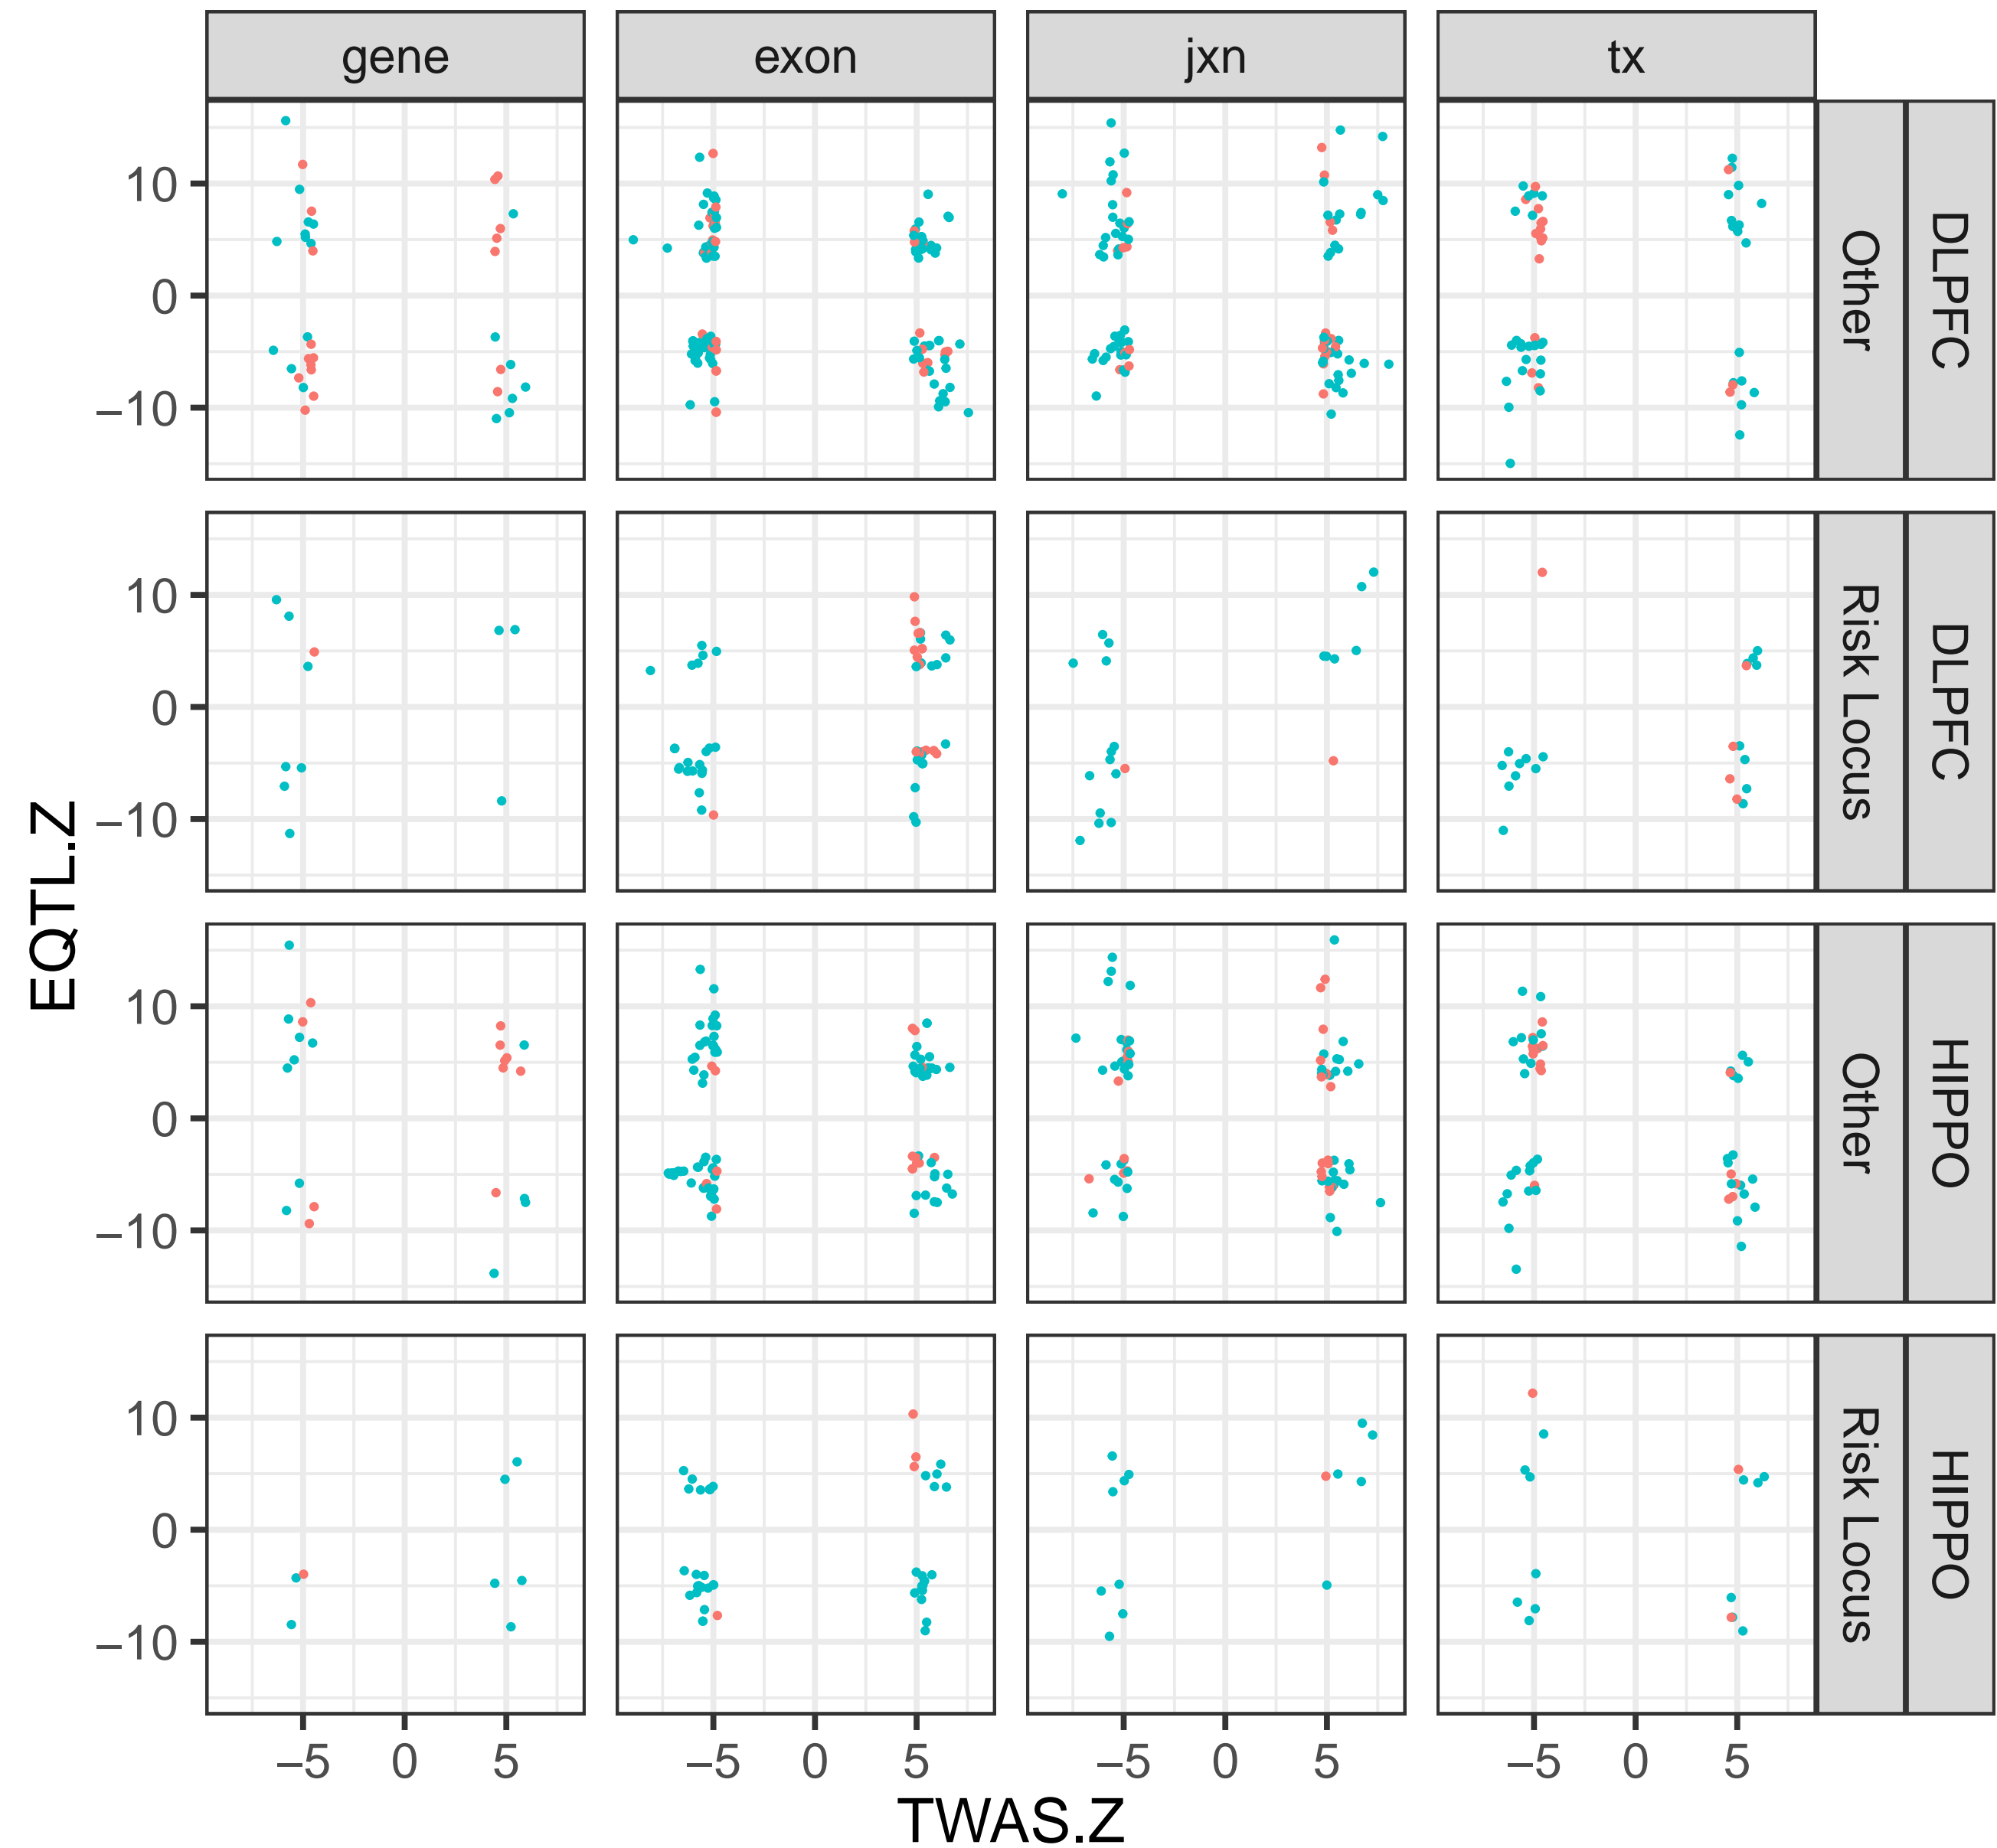 gene exon jxn tx
EQTL.Z
10
0
−10
Other
DLPFC
10
0
−10
Risk Locus
DLPFC
10
0
−10
Other
HIPPO
10
0
−10
Risk Locus
HIPPO
−5 0 5 −5 0 5 −5 0 5 −5 0 5
TWAS.Z